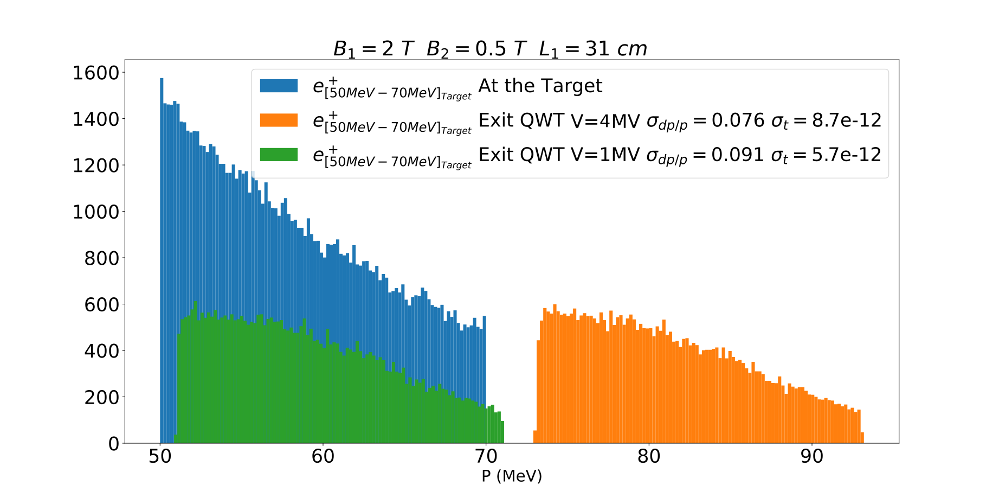 B₁ = 2 T B₂ = 0.5 T L₁ = 31 cm
1600
1400
1200
1000
800
600
400
200
0
e⁺[50MeV − 70MeV]Target At the Target
e⁺[50MeV − 70MeV]Target Exit QWT V=4MV σdp/p = 0.076 σt = 8.7e-12
e⁺[50MeV − 70MeV]Target Exit QWT V=1MV σdp/p = 0.091 σt = 5.7e-12
50 60 70 80 90
P (MeV)